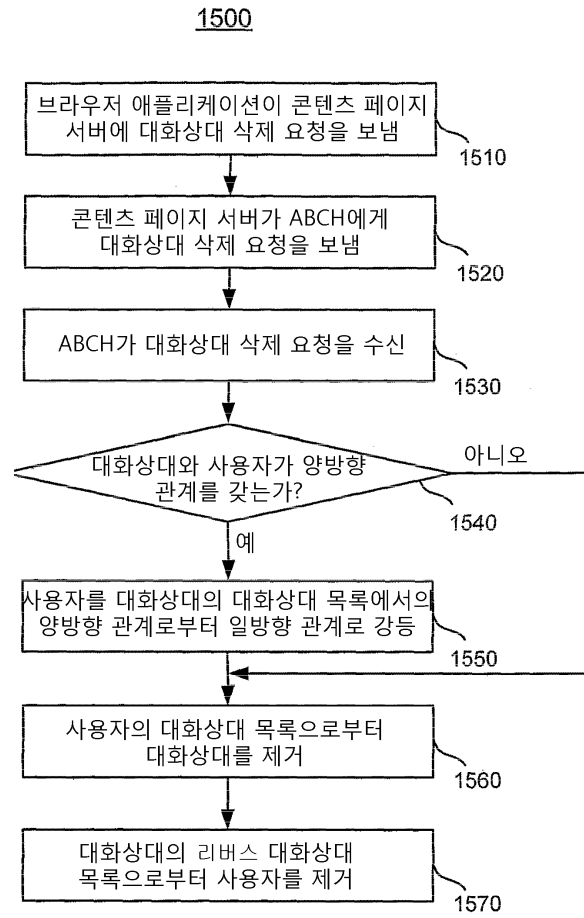 1500
브라우저 애플리케이션이 콘텐츠 페이지
서버에 대화상대 삭제 요청을 보냄
1510
콘텐츠 페이지 서버가 ABCH에게
대화상대 삭제 요청을 보냄
1520
ABCH가 대화상대 삭제 요청을 수신
1530
대화상대와 사용자가 양방향
관계를 갖는가?
아니오
1540
예
사용자를 대화상대의 대화상대 목록에서의
양방향 관계로부터 일방향 관계로 강등
1550
사용자의 대화상대 목록으로부터
대화상대를 제거
1560
대화상대의 리버스 대화상대
목록으로부터 사용자를 제거
1570